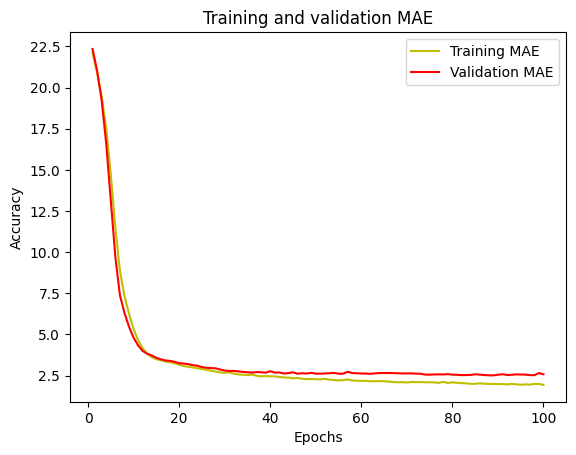 Training and validation MAE
Training MAE
Validation MAE
Accuracy
22.5
20.0
17.5
15.0
12.5
10.0
7.5
5.0
2.5
0 20 40 60 80 100
Epochs